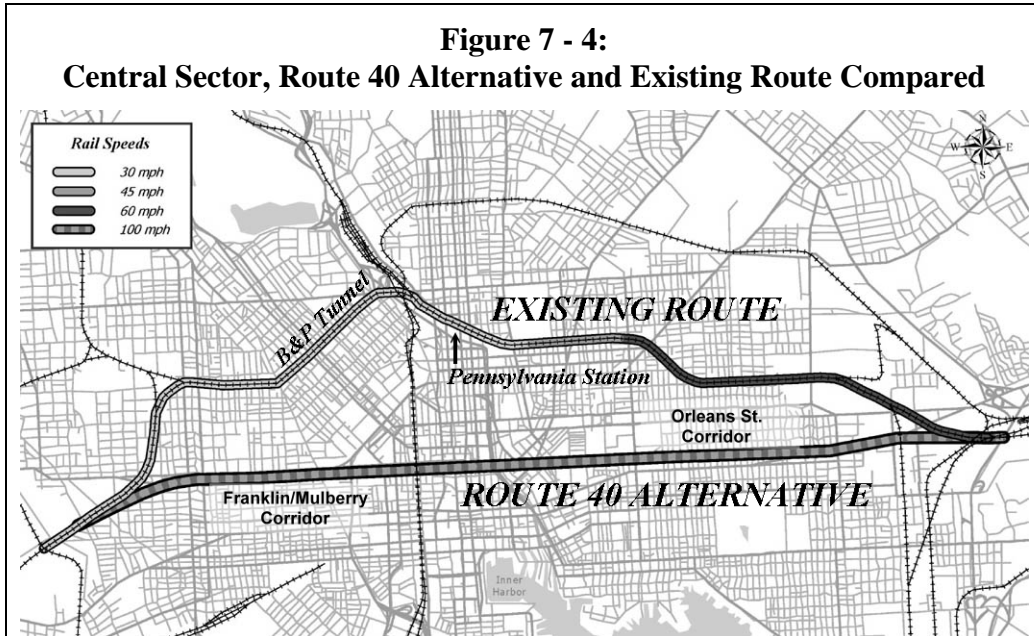 Figure 7 - 4:
Central Sector, Route 40 Alternative and Existing Route Compared
Rail Speeds
30 mph
45 mph
60 mph
100 mph
N
W E
S
B&P Tunnel
EXISTING ROUTE
Pennsylvania Station
Orleans St.
Corridor
Franklin/Mulberry
Corridor
ROUTE 40 ALTERNATIVE
Inner
Harbor